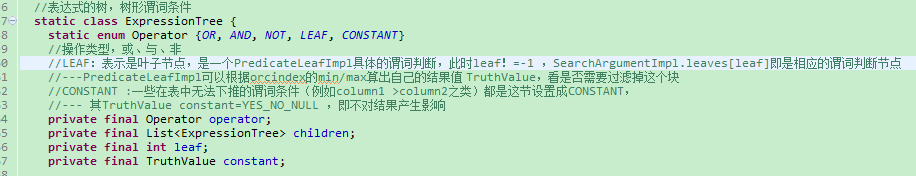 6 //表达式的树，树形谓词条件
7 static class ExpressionTree {
8 static enum Operator {OR, AND, NOT, LEAF, CONSTANT}
9 //操作类型，或、与、非
50 //LEAF：表示是叶子节点，是一个PredicateLeafImpl具体的谓词判断，此时leaf！=-1 ，SearchArgumentImpl.leaves[leaf]即是相应的谓词判断节点
51 //---PredicateLeafImpl可以根据orcindex的min/max算出自己的结果值 TruthValue，看是否需要过滤掉这个块
52 //CONSTANT ：一些在表中无法下推的谓词条件（例如column1 >column2之类）都是这节设置成CONSTANT，
53 //--- 其TruthValue constant=YES_NO_NULL ，即不对结果产生影响
54 private final Operator operator;
55 private final List<ExpressionTree> children;
56 private final int leaf;
57 private final TruthValue constant;